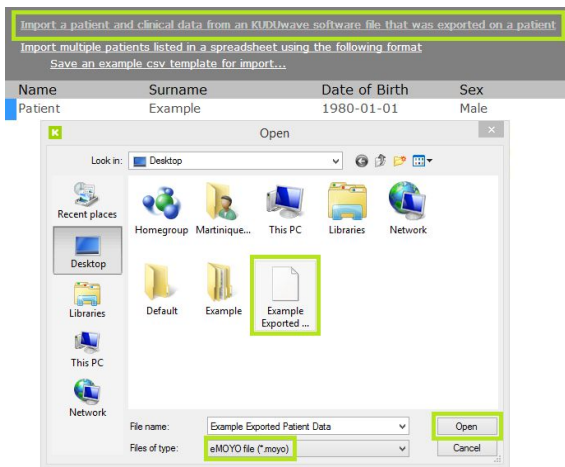 Import a patient and clinical data from an KUDUwave software file that was exported on a patient
Import multiple patients listed in a spreadsheet using the following format
Save an example csv template for import...
Name Surname Date of Birth Sex
Patient Example 1980-01-01 Male
K Open ×
Look in: Desktop
Recent places
Desktop
Libraries
This PC
Network
Homegroup Martinique... This PC Libraries Network
Default Example Example
Exported ...
File name: Example Exported Patient Data Open
Files of type: eMOYO file (*.moyo) Cancel